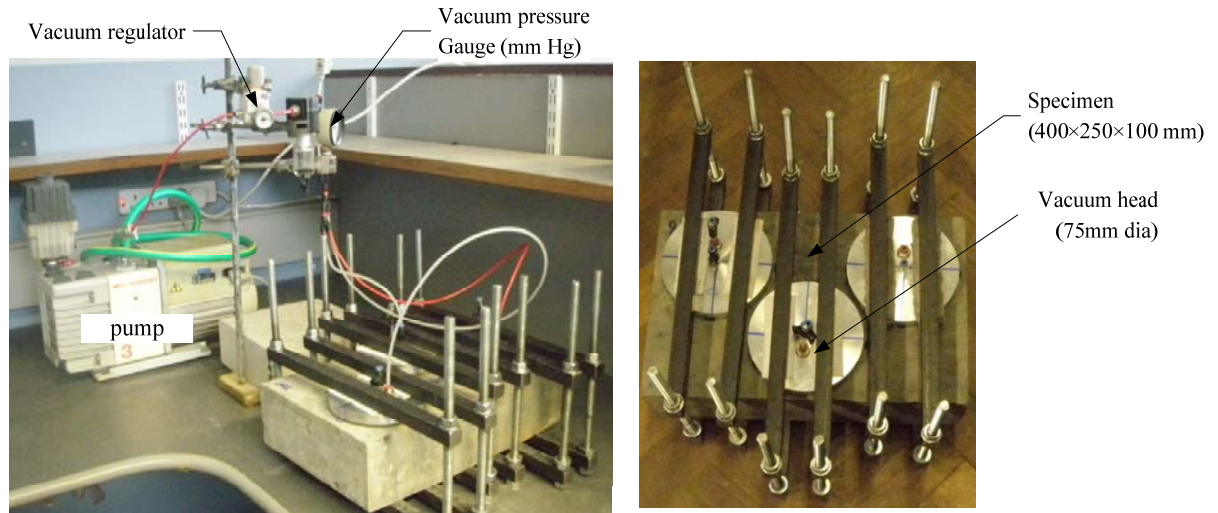 Vacuum regulator
Vacuum pressure
Gauge (mm Hg)
pump
3
Specimen
(400×250×100 mm)
Vacuum head
(75mm dia)